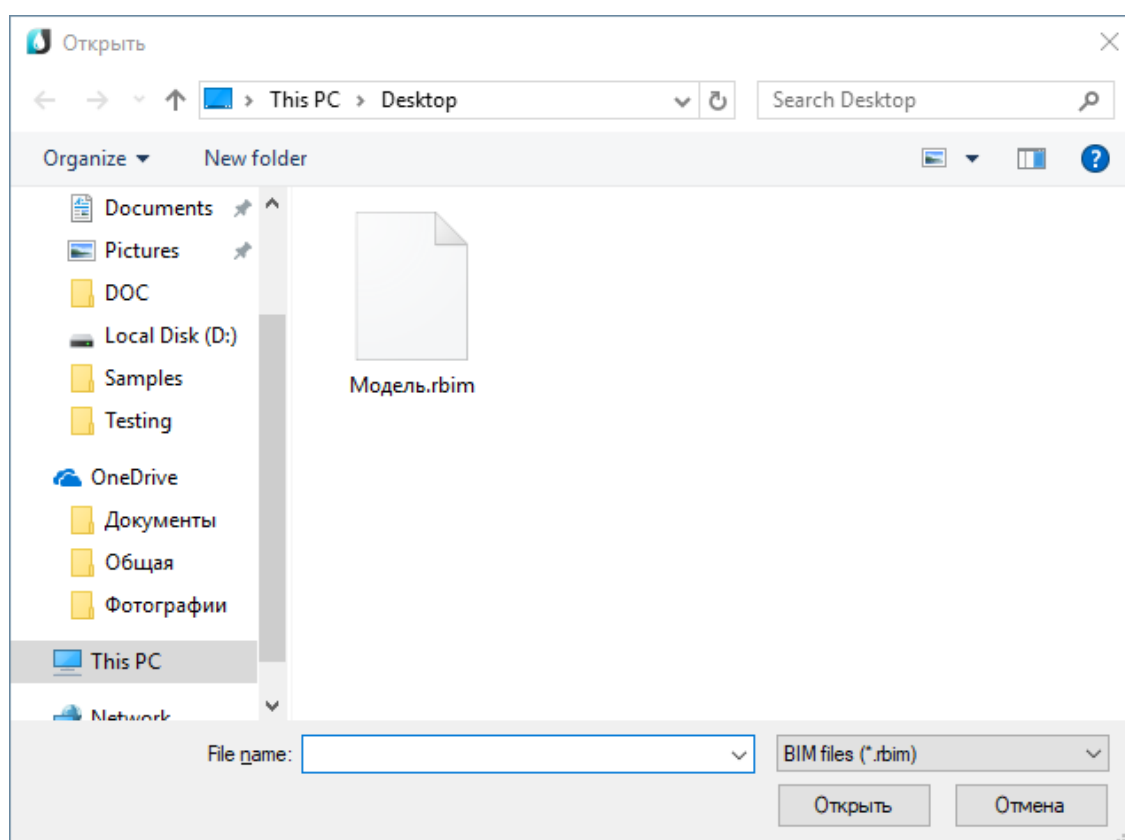 Открыть
This PC > Desktop
Search Desktop
Organize
New folder
?
Documents
Pictures
DOC
Local Disk (D:)
Samples
Testing
OneDrive
Документы
Общая
Фотографии
This PC
Network
Модель.rbim
File name:
BIM files (*.rbim)
Открыть
Отмена